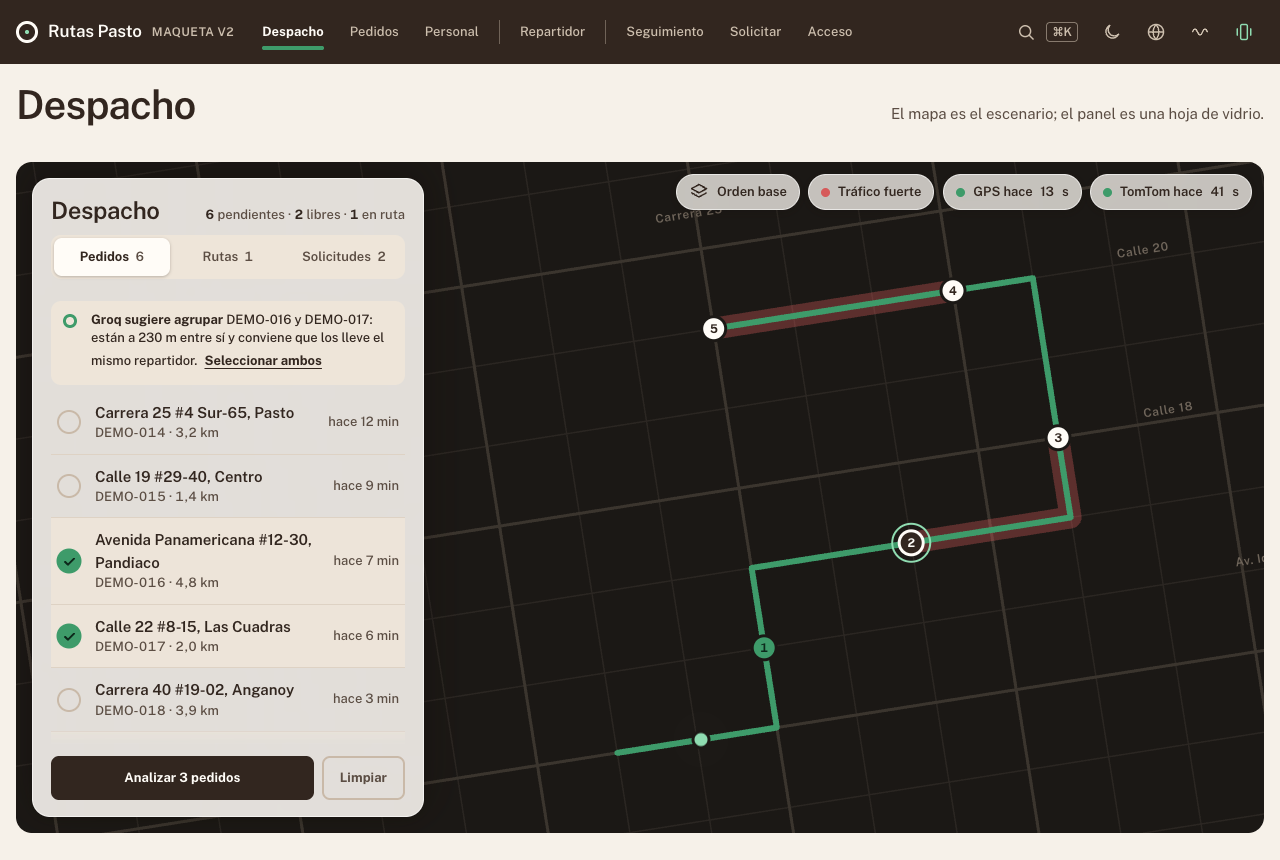 Rutas Pasto MAQUETA V2 Despacho Pedidos Personal Repartidor Seguimiento Solicitar Acceso ⌘K
Despacho
El mapa es el escenario; el panel es una hoja de vidrio.
Despacho
6 pendientes · 2 libres · 1 en ruta
Pedidos 6 Rutas 1 Solicitudes 2
Groq sugiere agrupar DEMO-016 y DEMO-017:
están a 230 m entre sí y conviene que los lleve el
mismo repartidor. Seleccionar ambos
Carrera 25 #4 Sur-65, Pasto
DEMO-014 · 3,2 km
hace 12 min
Calle 19 #29-40, Centro
DEMO-015 · 1,4 km
hace 9 min
Avenida Panamericana #12-30,
Pandiaco
DEMO-016 · 4,8 km
hace 7 min
Calle 22 #8-15, Las Cuadras
DEMO-017 · 2,0 km
hace 6 min
Carrera 40 #19-02, Anganoy
DEMO-018 · 3,9 km
hace 3 min
Analizar 3 pedidos
Limpiar
Orden base
Tráfico fuerte
GPS hace 13 s
TomTom hace 41 s
Carrera
Calle 20
4
5
Calle 18
3
2
Av.
1